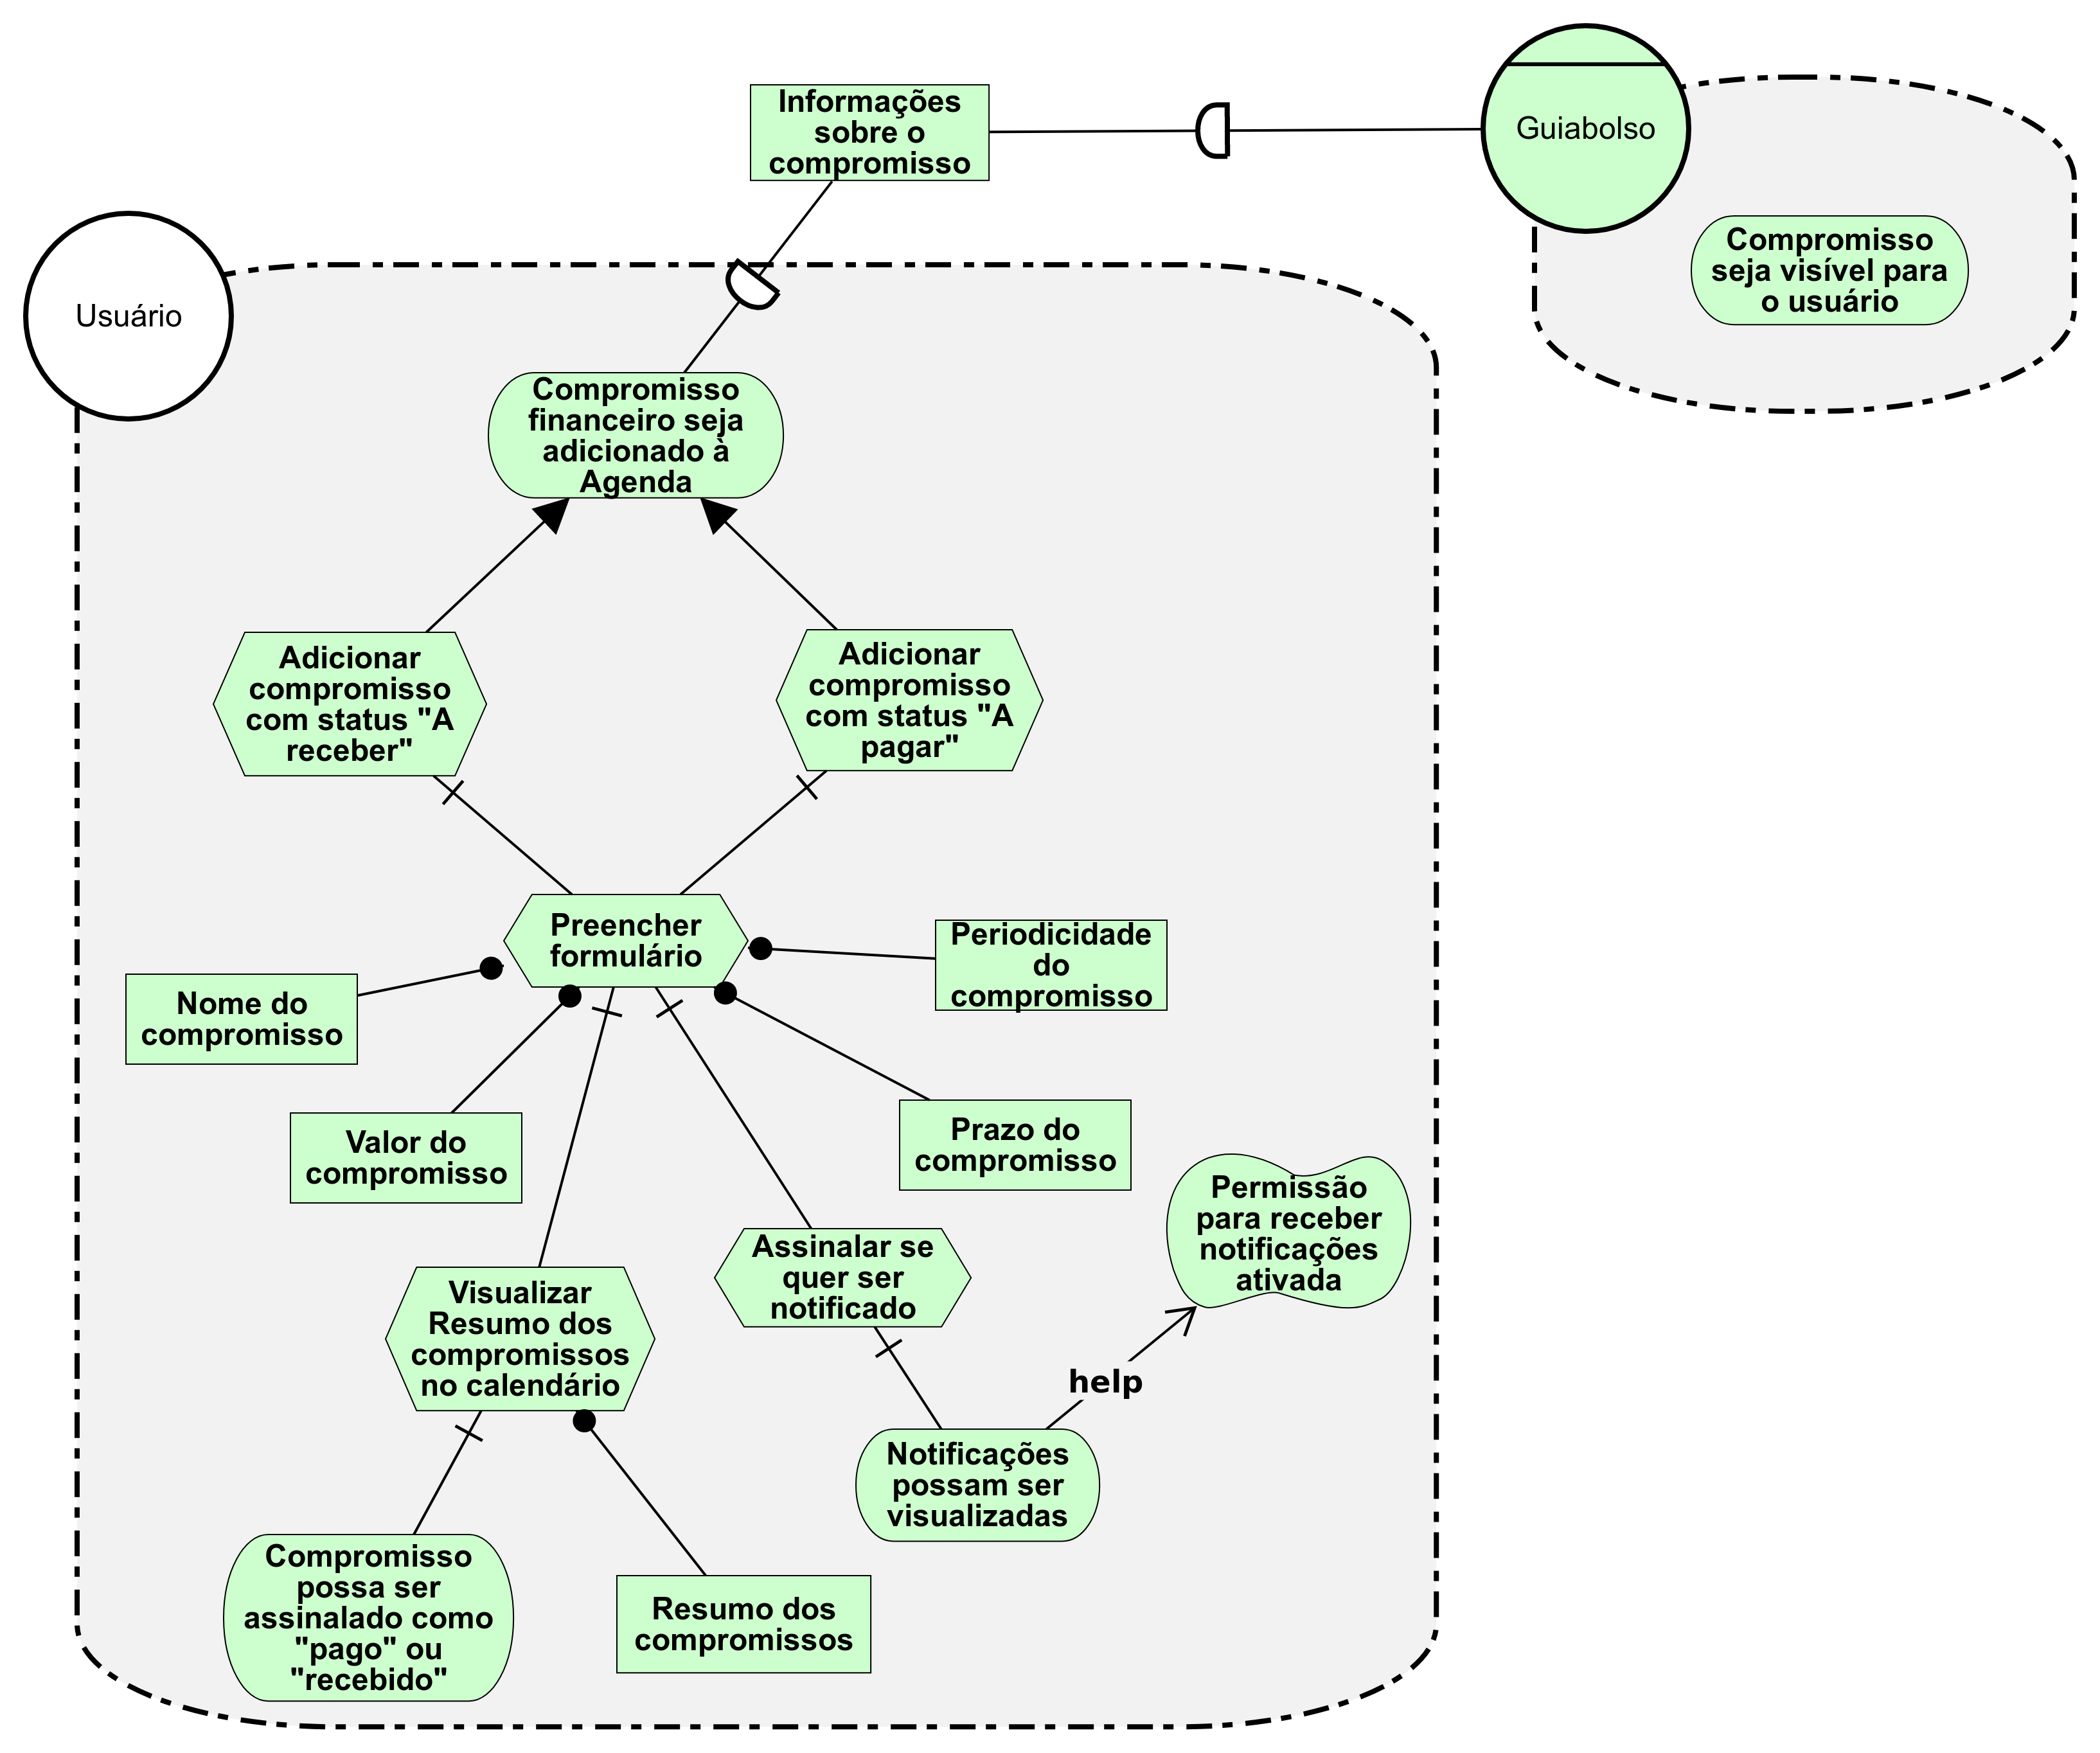 Informações
sobre o
compromisso
Guiabolso
Compromisso
seja visível para
o usuário
Usuário
Compromisso
financeiro seja
adicionado à
Agenda
Adicionar
compromisso
com status "A
receber"
Adicionar
compromisso
com status "A
pagar"
Preencher
formulário
Periodicidade
do
compromisso
Nome do
compromisso
Valor do
compromisso
Prazo do
compromisso
Permissão
para receber
notificações
ativada
Assinalar se
quer ser
notificado
Visualizar
Resumo dos
compromissos
no calendário
help
Notificações
possam ser
visualizadas
Compromisso
possa ser
assinalado como
"pago" ou
"recebido"
Resumo dos
compromissos